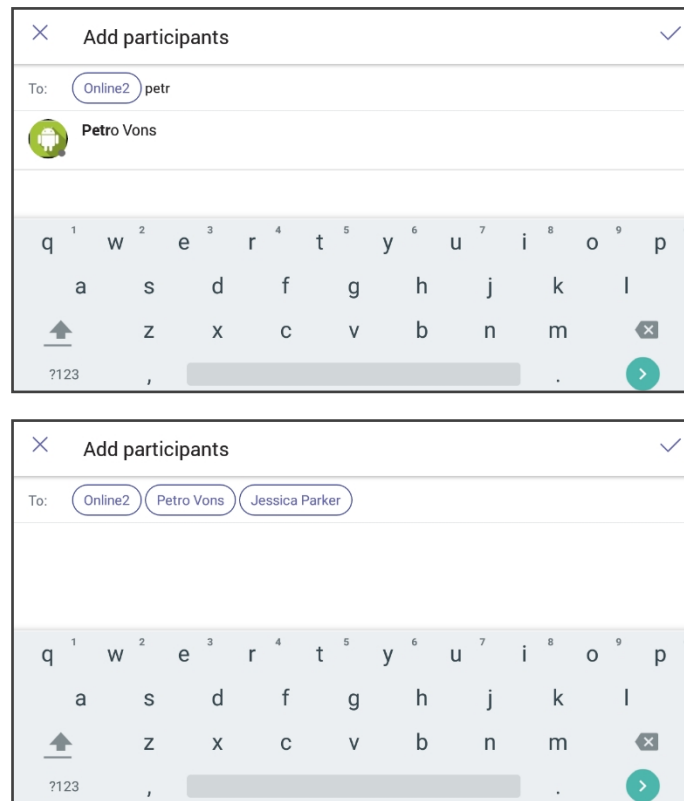 Add participants
To: Online2 petr
Petro Vons
q 1 w 2 e 3 r 4 t 5 y 6 u 7 i 8 o 9 p
a s d f g h j k l
z x c v b n m
?123 , .
Add participants
To: Online2 Petro Vons Jessica Parker
q 1 w 2 e 3 r 4 t 5 y 6 u 7 i 8 o 9 p
a s d f g h j k l
z x c v b n m
?123 , .